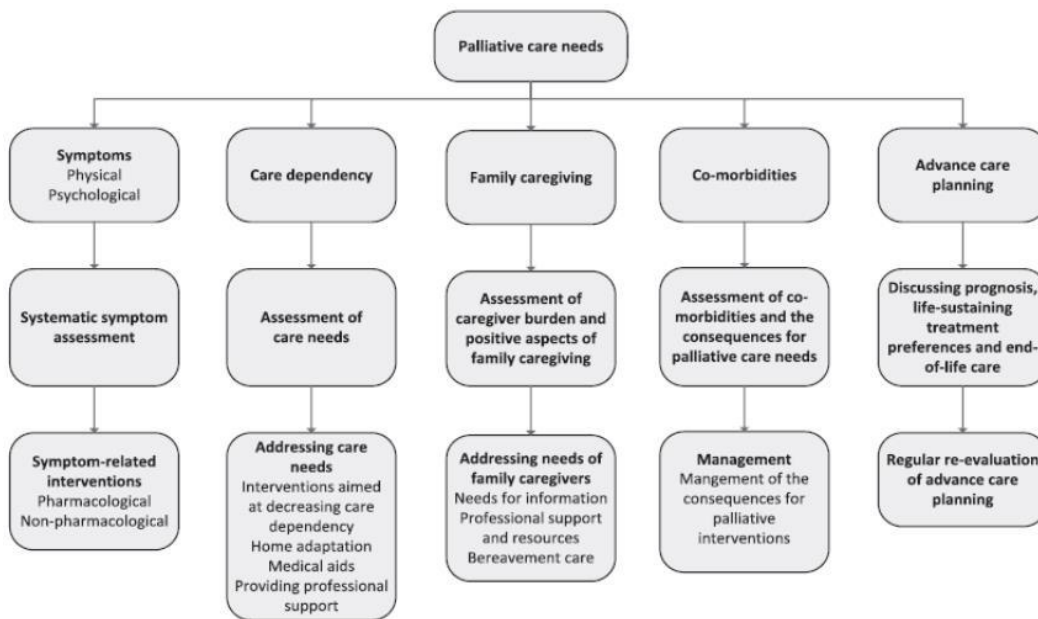 Palliative care needs
Symptoms
Physical
Psychological
Care dependency
Family caregiving
Co-morbidities
Advance care
planning
Systematic symptom
assessment
Assessment of
care needs
Assessment of
caregiver burden and
positive aspects of
family caregiving
Assessment of co-
morbidities and the
consequences for
palliative care needs
Discussing prognosis,
life-sustaining
treatment
preferences and end-
of-life care
Symptom-related
interventions
Pharmacological
Non-pharmacological
Addressing care
needs
Interventions aimed
at decreasing care
dependency
Home adaptation
Medical aids
Providing professional
support
Addressing needs of
family caregivers
Needs for information
Professional support
and resources
Bereavement care
Management
Mangement of the
consequences for
palliative
interventions
Regular re-evaluation
of advance care
planning